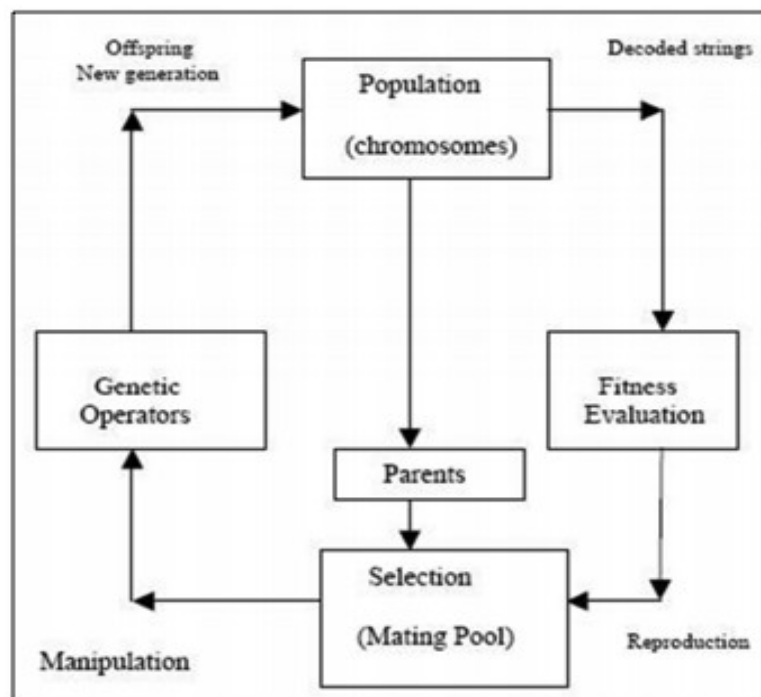 Offspring
New generation
Population
(chromosomes)
Decoded strings
Genetic
Operators
Fitness
Evaluation
Parents
Selection
(Mating Pool)
Manipulation
Reproduction